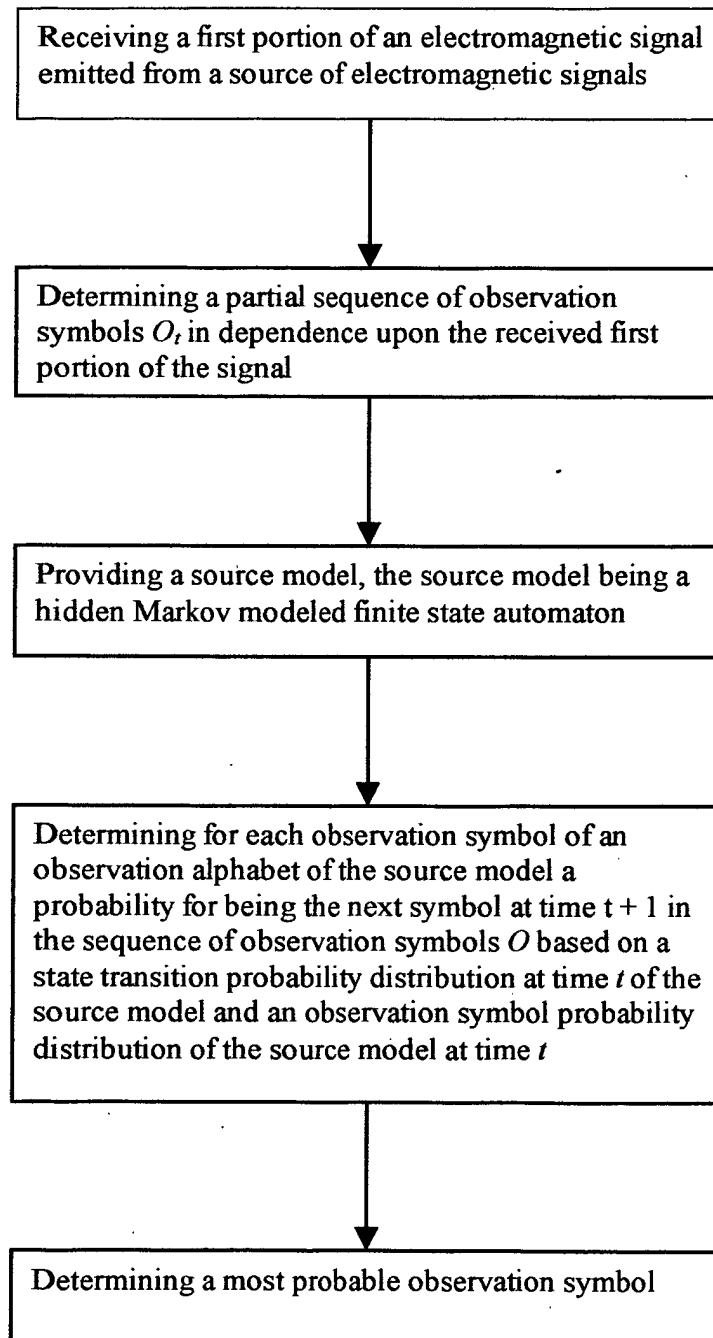 Receiving a first portion of an electromagnetic signal
emitted from a source of electromagnetic signals
Determining a partial sequence of observation
symbols Oₜ in dependence upon the received first
portion of the signal
Providing a source model, the source model being a
hidden Markov modeled finite state automaton
Determining for each observation symbol of an
observation alphabet of the source model a
probability for being the next symbol at time t + 1 in
the sequence of observation symbols O based on a
state transition probability distribution at time t of the
source model and an observation symbol probability
distribution of the source model at time t
Determining a most probable observation symbol